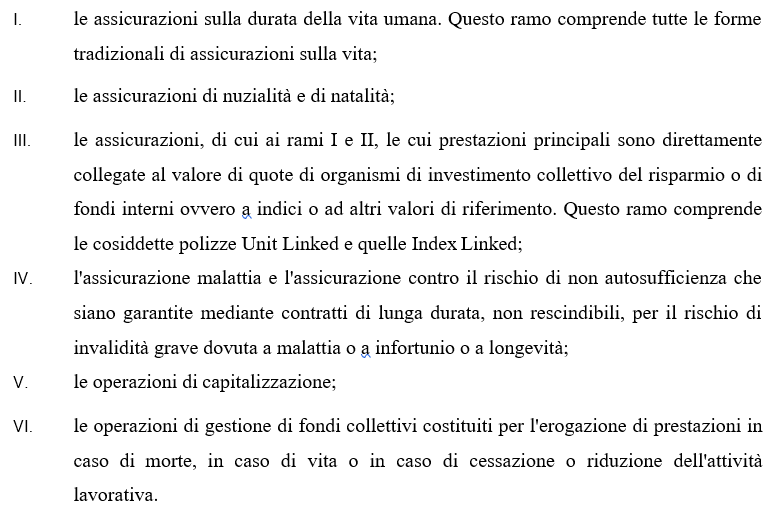 I. le assicurazioni sulla durata della vita umana. Questo ramo comprende tutte le forme
tradizionali di assicurazioni sulla vita;
II. le assicurazioni di nuzialità e di natalità;
III. le assicurazioni, di cui ai rami I e II, le cui prestazioni principali sono direttamente
collegate al valore di quote di organismi di investimento collettivo del risparmio o di
fondi interni ovvero a indici o ad altri valori di riferimento. Questo ramo comprende
le cosiddette polizze Unit Linked e quelle Index Linked;
IV. l'assicurazione malattia e l'assicurazione contro il rischio di non autosufficienza che
siano garantite mediante contratti di lunga durata, non rescindibili, per il rischio di
invalidità grave dovuta a malattia o a infortunio o a longevità;
V. le operazioni di capitalizzazione;
VI. le operazioni di gestione di fondi collettivi costituiti per l'erogazione di prestazioni in
caso di morte, in caso di vita o in caso di cessazione o riduzione dell'attività
lavorativa.